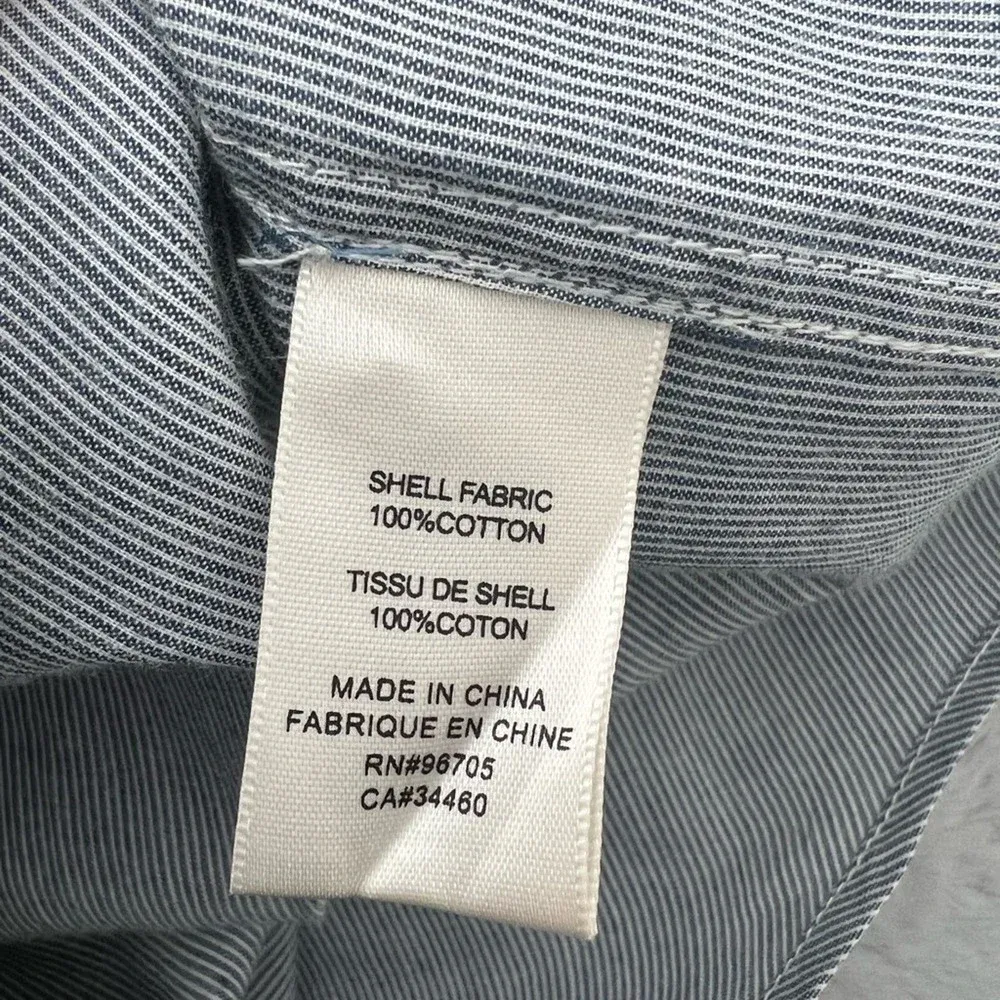 SHELL FABRIC
100%COTTON
TISSU DE SHELL
100%COTON
MADE IN CHINA
FABRIQUE EN CHINE
RN#96705
CA#34460